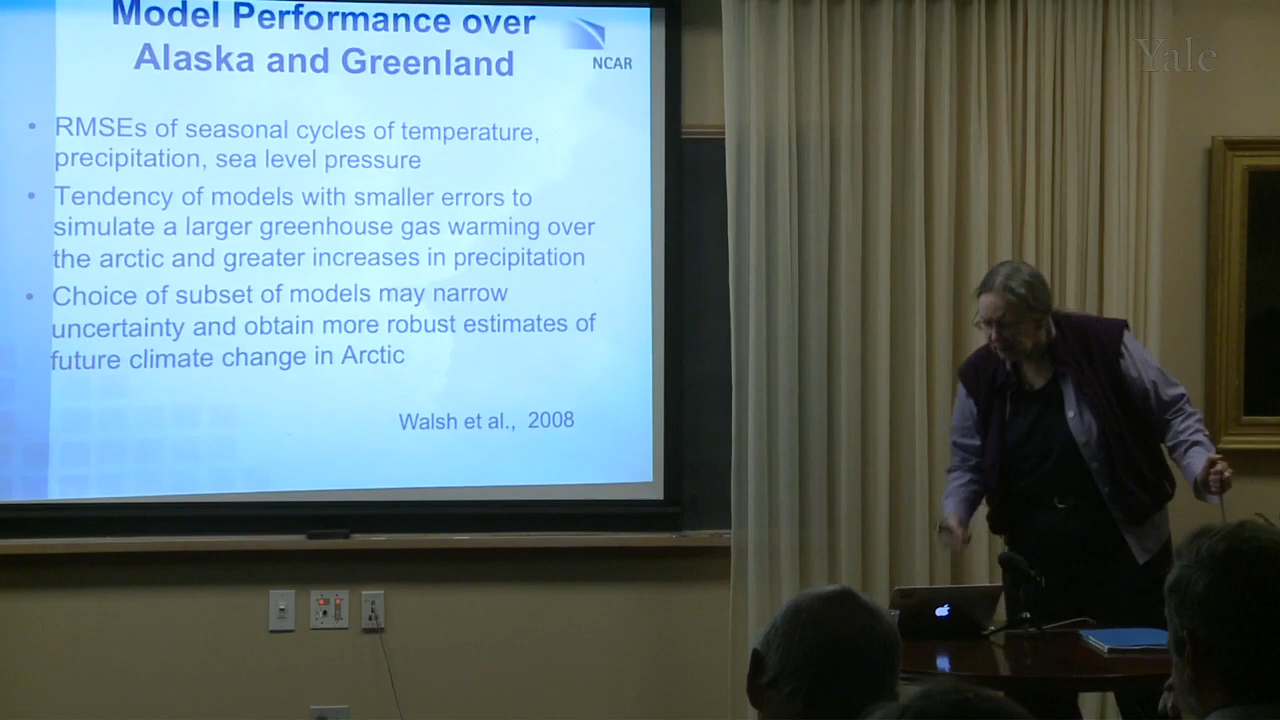 Model Performance over
Alaska and Greenland
NCAR
• RMSEs of seasonal cycles of temperature,
precipitation, sea level pressure
• Tendency of models with smaller errors to
simulate a larger greenhouse gas warming over
the arctic and greater increases in precipitation
• Choice of subset of models may narrow
uncertainty and obtain more robust estimates of
future climate change in Arctic
Walsh et al., 2008
Yale